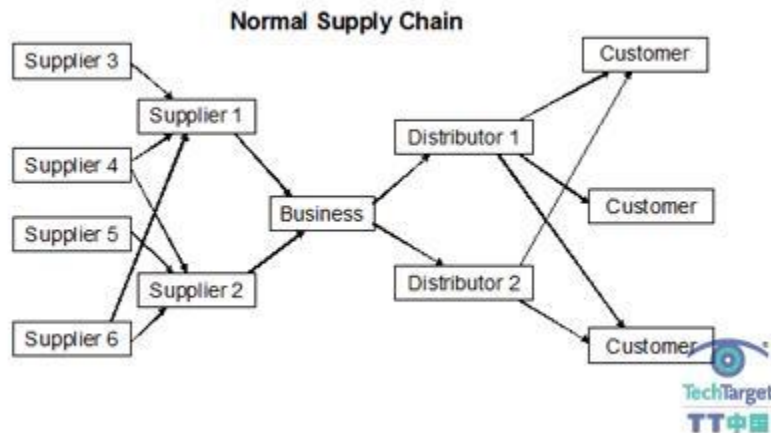 Normal Supply Chain
Supplier 3
Supplier 1
Supplier 4
Supplier 5
Supplier 2
Supplier 6
Business
Distributor 1
Distributor 2
Customer
Customer
Customer
TechTarget
TT中国